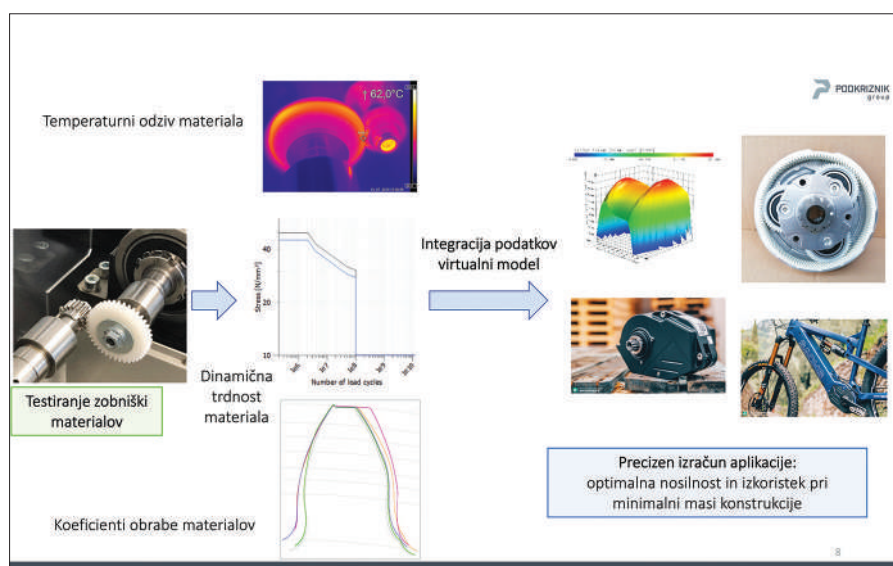 PODKRIZNIK
group
Temperaturni odziv materiala
↑62,0°C
Integracija podatkov
virtualni model
Stress [N/mm²]
40
20
10
Number of load cycles
Testiranje zobniški
materialov
Dinamična
trdnost
materiala
Koeficienti obrabe materialov
Precizen izračun aplikacije:
optimalna nosilnost in izkoristek pri
minimalni masi konstrukcije
8